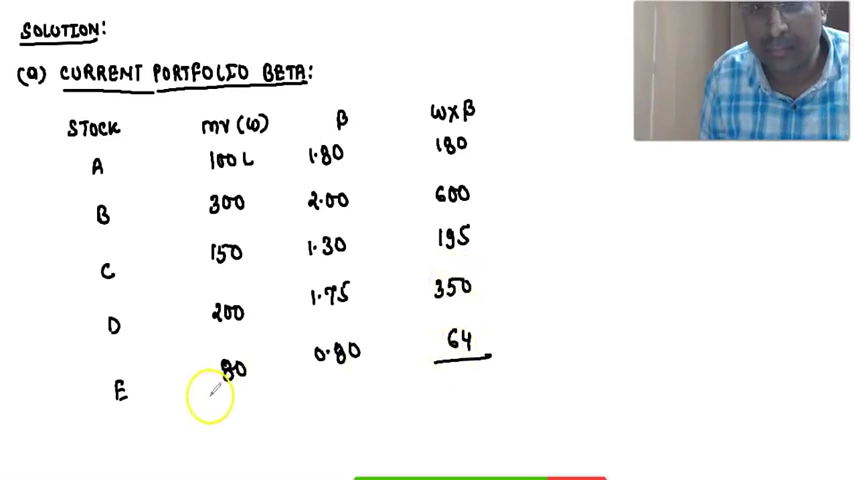 SOLUTION:
(a) CURRENT PORTFOLIO BETA:
STOCK MV (W) β W×β
A 100 L 1.80 180
B 300 2.00 600
C 150 1.30 195
D 200 1.75 350
E 80 0.80 64